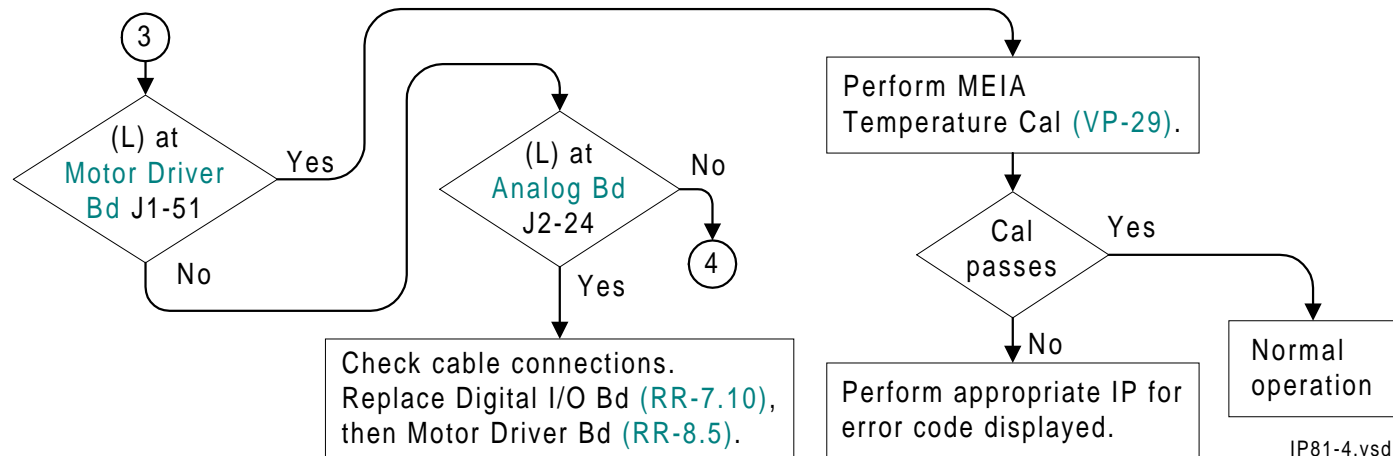 3
(L) at
Motor Driver
Bd J1-51
Yes
No
(L) at
Analog Bd
J2-24
No
4
Yes
Check cable connections.
Replace Digital I/O Bd (RR-7.10),
then Motor Driver Bd (RR-8.5).
Perform MEIA
Temperature Cal (VP-29).
Cal
passes
Yes
No
Perform appropriate IP for
error code displayed.
Normal
operation
IP81-4.vsd